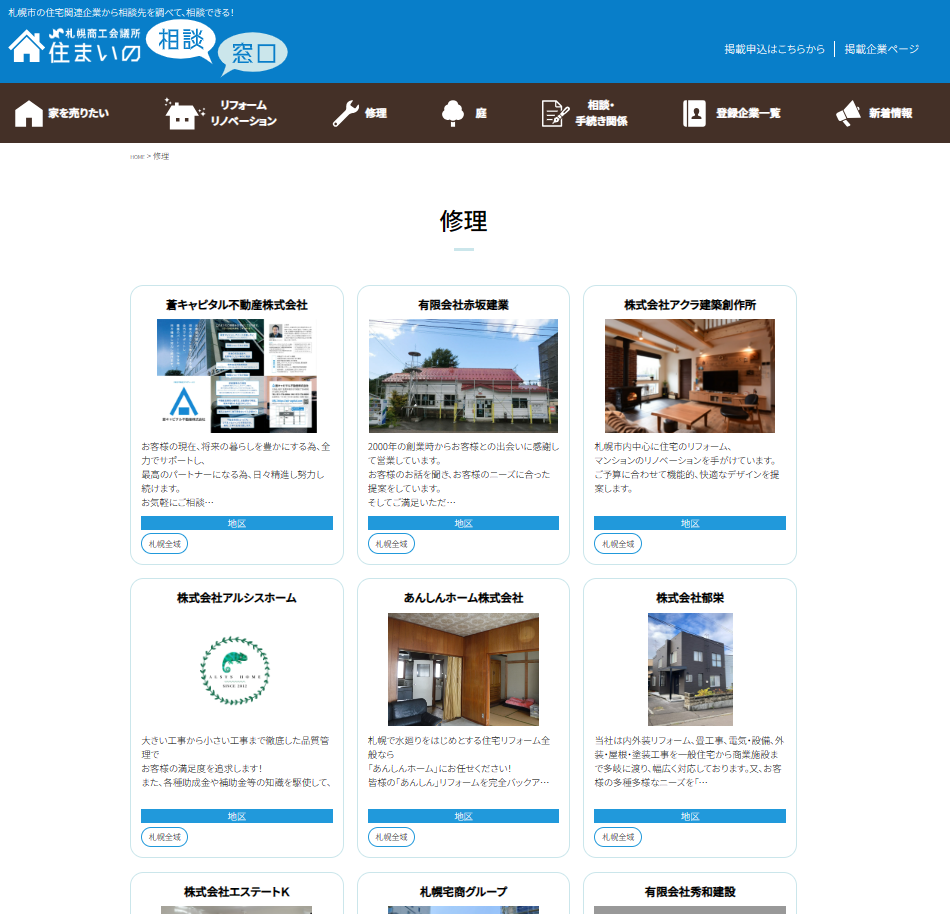 札幌市の住宅関連企業から相談先を調べて、相談できる！
札幌商工会議所
住まいの
相談
窓口
掲載申込はこちらから
掲載企業ページ
家を売りたい
リフォーム
リノベーション
修理
庭
相談・
手続き関係
登録企業一覧
新着情報
HOME > 修理
修理
蒼キャピタル不動産株式会社
お客様の現在、将来の暮らしを豊かにする為、全
力でサポートし、
最高のパートナーになる為、日々精進し努力し
続けます。
お気軽にご相談…
地区
札幌全域
有限会社赤坂建業
2000年の創業時からお客様との出会いに感謝し
て営業しています。
お客様のお話を聞き、お客様のニーズに合った
提案をしています。
そしてご満足いただ…
地区
札幌全域
株式会社アクラ建築創作所
札幌市内中心に住宅のリフォーム、
マンションのリノベーションを手がけています。
ご予算に合わせて機能的、快適なデザインを提
案します。
地区
札幌全域
株式会社アルシスホーム
ALSYS HOME
SINCE 2012
大きい工事から小さい工事まで徹底した品質管
理で
お客様の満足度を追求します！
また、各種助成金や補助金等の知識を駆使して、
地区
札幌全域
あんしんホーム株式会社
札幌で水廻りをはじめとする住宅リフォーム全
般なら
「あんしんホーム」にお任せください！
皆様の「あんしん」リフォームを完全バックア…
地区
札幌全域
株式会社郁栄
当社は内外装リフォーム、畳工事、電気・設備、外
装・屋根・塗装工事を一般住宅から商業施設ま
で多岐に渡り、幅広く対応しております。又、お客
様の多種多様なニーズを「…
地区
札幌全域
株式会社エステートK
札幌宅商グループ
有限会社秀和建設